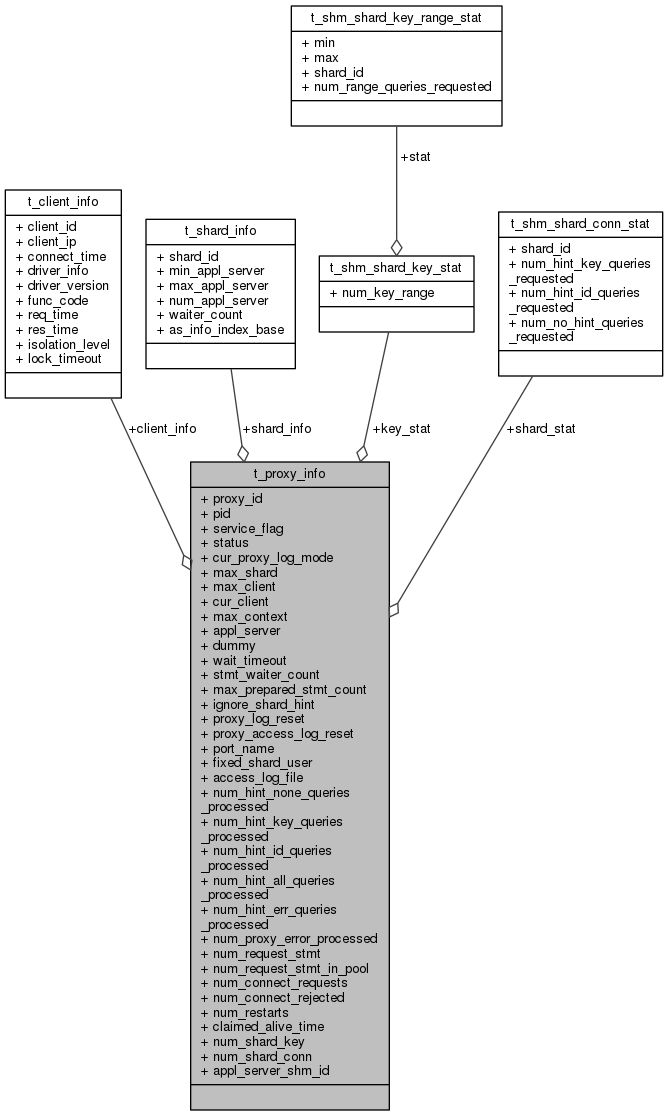 t_shm_shard_key_range_stat
+ min
+ max
+ shard_id
+ num_range_queries_requested
+stat
t_client_info
+ client_id
+ client_ip
+ connect_time
+ driver_info
+ driver_version
+ func_code
+ req_time
+ res_time
+ isolation_level
+ lock_timeout
t_shard_info
+ shard_id
+ min_appl_server
+ max_appl_server
+ num_appl_server
+ waiter_count
+ as_info_index_base
t_shm_shard_key_stat
+ num_key_range
t_shm_shard_conn_stat
+ shard_id
+ num_hint_key_queries
_requested
+ num_hint_id_queries
_requested
+ num_no_hint_queries
_requested
+client_info
+shard_info
+key_stat
+shard_stat
t_proxy_info
+ proxy_id
+ pid
+ service_flag
+ status
+ cur_proxy_log_mode
+ max_shard
+ max_client
+ cur_client
+ max_context
+ appl_server
+ dummy
+ wait_timeout
+ stmt_waiter_count
+ max_prepared_stmt_count
+ ignore_shard_hint
+ proxy_log_reset
+ proxy_access_log_reset
+ port_name
+ fixed_shard_user
+ access_log_file
+ num_hint_none_queries
_processed
+ num_hint_key_queries
_processed
+ num_hint_id_queries
_processed
+ num_hint_all_queries
_processed
+ num_hint_err_queries
_processed
+ num_proxy_error_processed
+ num_request_stmt
+ num_request_stmt_in_pool
+ num_connect_requests
+ num_connect_rejected
+ num_restarts
+ claimed_alive_time
+ num_shard_key
+ num_shard_conn
+ appl_server_shm_id